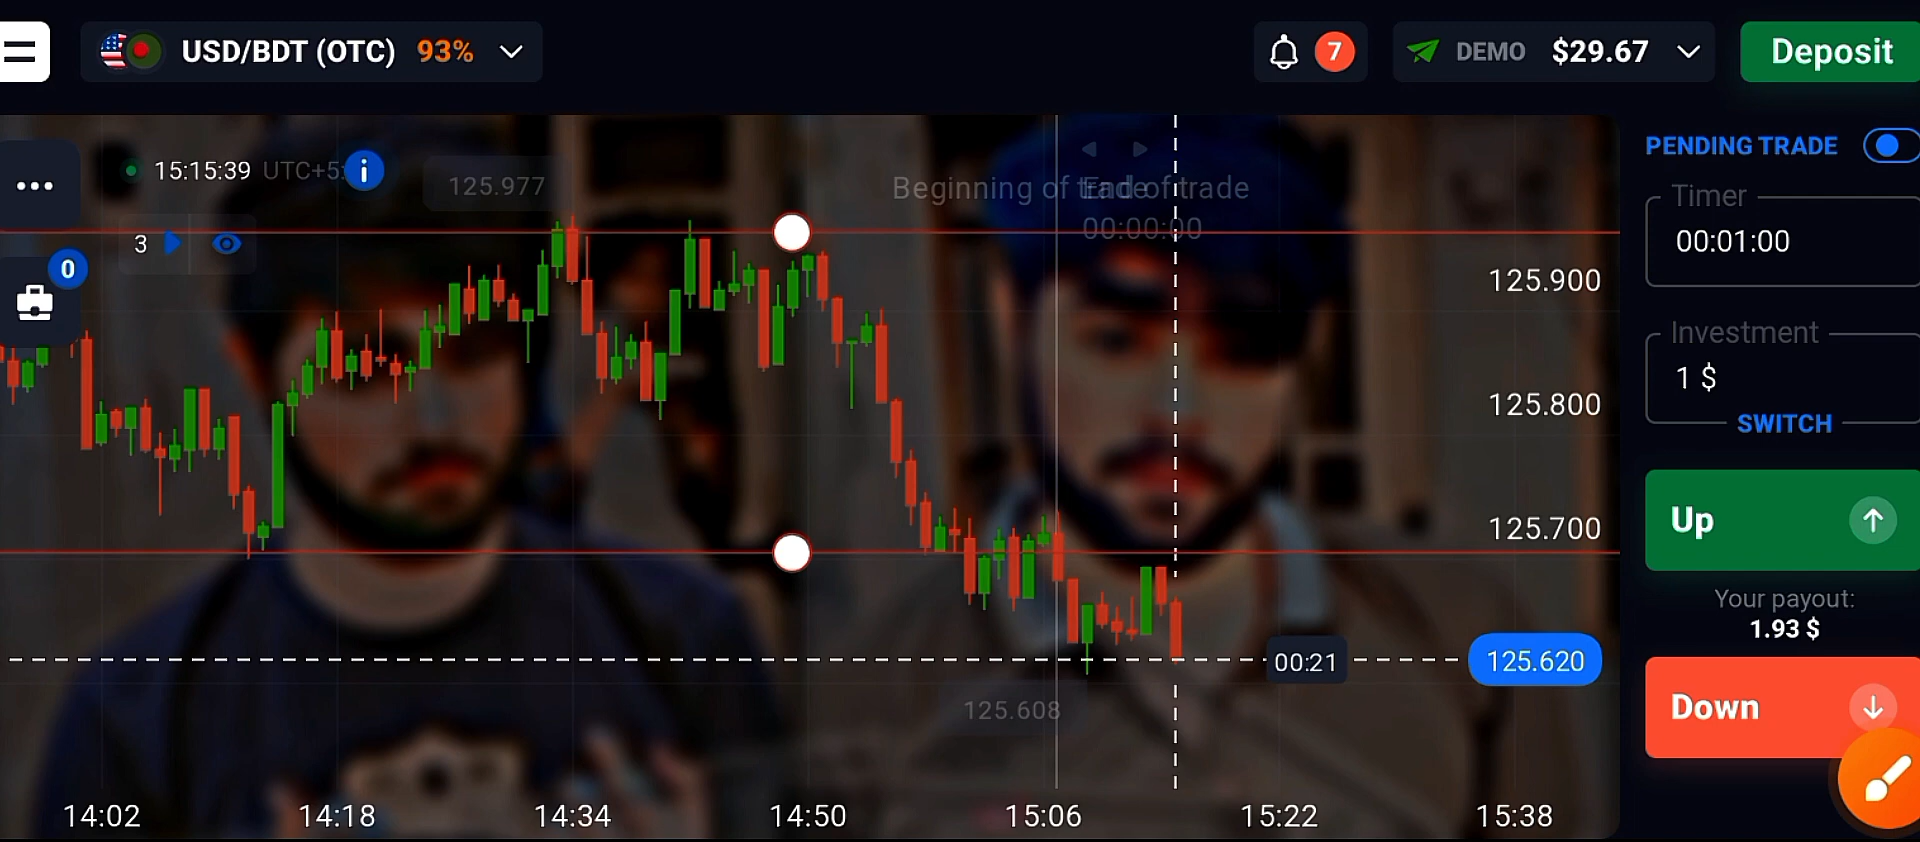 USD/BDT (OTC) 93%
7
DEMO $29.67
Deposit
15:15:39 UTC+5:
i
125.977
Beginning of trade
End of trade
00:00:00
3
0
125.900
125.800
125.700
00:21
125.620
125.608
14:02 14:18 14:34 14:50 15:06 15:22 15:38
PENDING TRADE
Timer
00:01:00
Investment
1 $
SWITCH
Up
Your payout:
1.93 $
Down